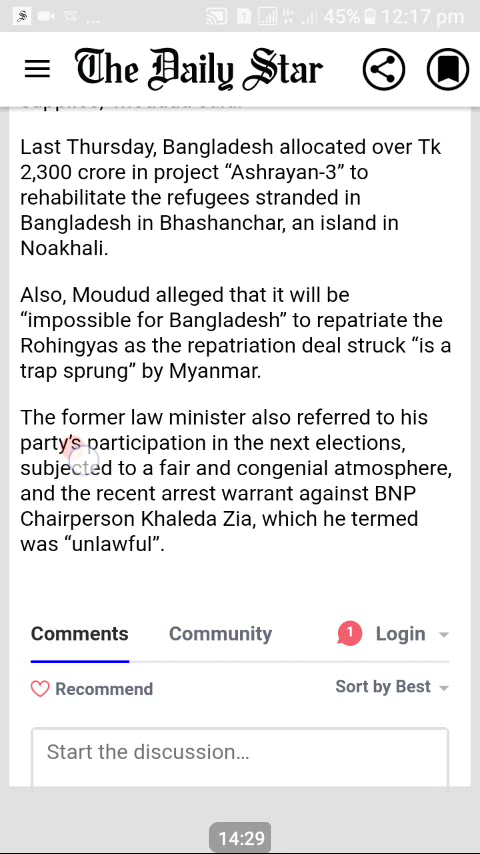 45% 12:17 pm
The Daily Star
Last Thursday, Bangladesh allocated over Tk
2,300 crore in project “Ashrayan-3” to
rehabilitate the refugees stranded in
Bangladesh in Bhashanchar, an island in
Noakhali.
Also, Moudud alleged that it will be
“impossible for Bangladesh” to repatriate the
Rohingyas as the repatriation deal struck “is a
trap sprung” by Myanmar.
The former law minister also referred to his
party’s participation in the next elections,
subjected to a fair and congenial atmosphere,
and the recent arrest warrant against BNP
Chairperson Khaleda Zia, which he termed
was “unlawful”.
Comments Community 1 Login
Recommend Sort by Best
Start the discussion...
14:29